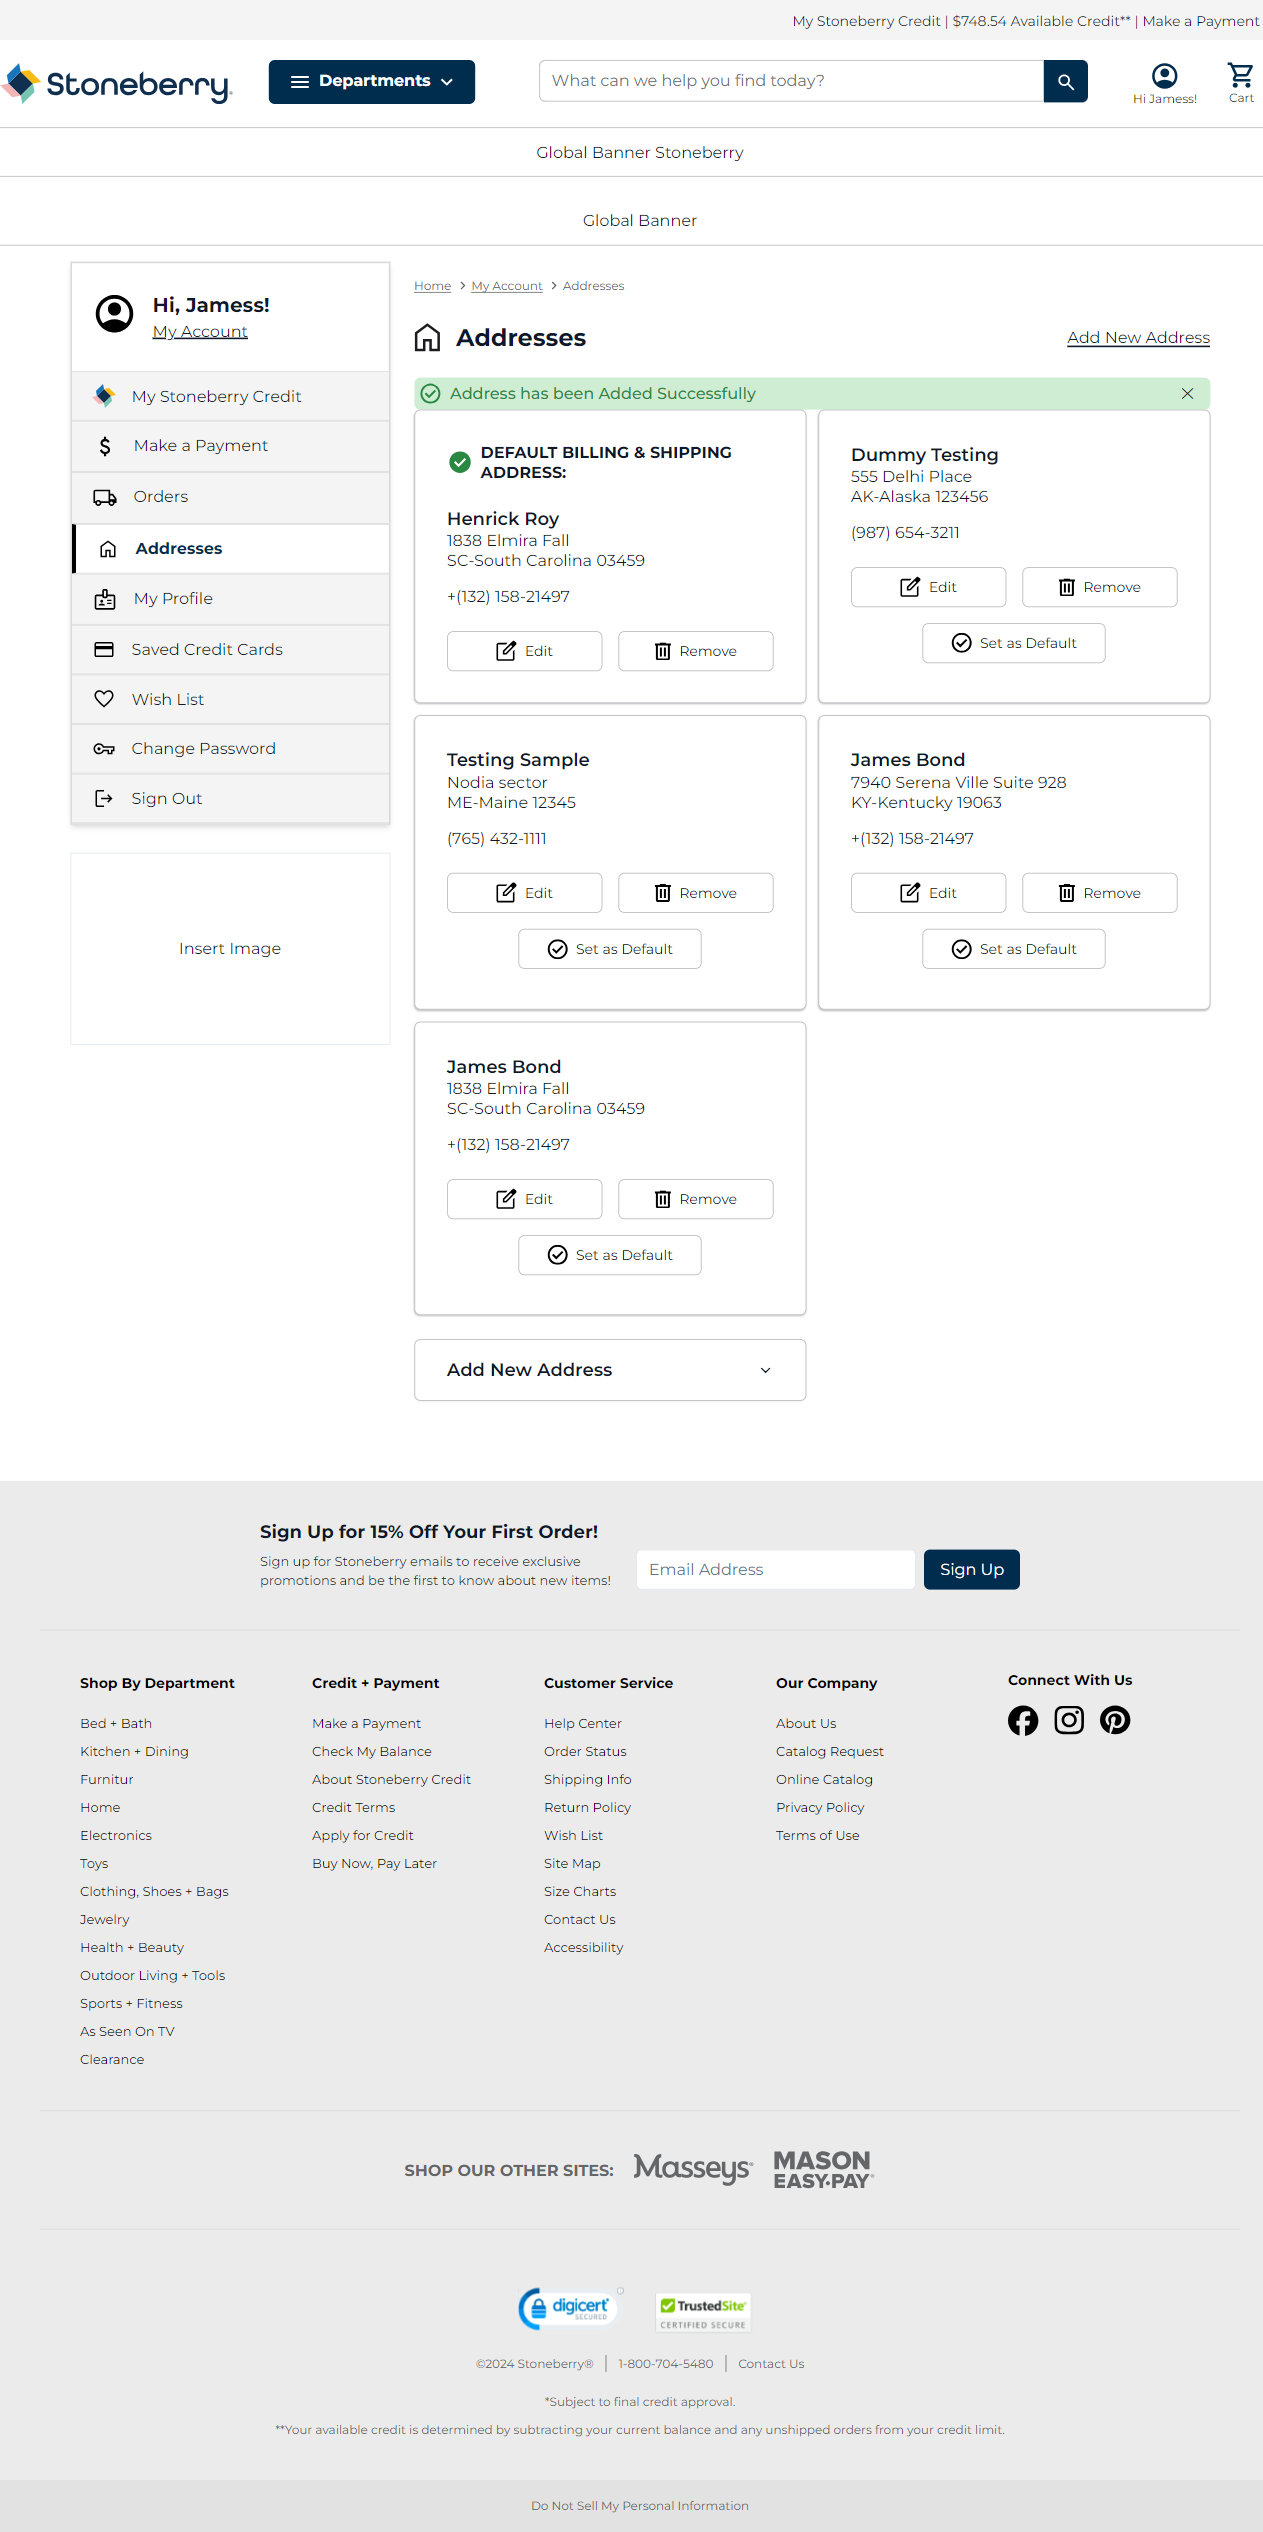 My Stoneberry Credit | $748.54 Available Credit** | Make a Payment
Stoneberry
Departments
What can we help you find today?
Hi Jamess!
Cart
Global Banner Stoneberry
Global Banner
Hi, Jamess!
My Account
My Stoneberry Credit
Make a Payment
Orders
Addresses
My Profile
Saved Credit Cards
Wish List
Change Password
Sign Out
Insert Image
Home > My Account > Addresses
Addresses
Add New Address
Address has been Added Successfully
DEFAULT BILLING & SHIPPING
ADDRESS:
Henrick Roy
1838 Elmira Fall
SC-South Carolina 03459
+(132) 158-21497
Edit
Remove
Dummy Testing
555 Delhi Place
AK-Alaska 123456
(987) 654-3211
Edit
Remove
Set as Default
Testing Sample
Nodia sector
ME-Maine 12345
(765) 432-1111
Edit
Remove
Set as Default
James Bond
7940 Serena Ville Suite 928
KY-Kentucky 19063
+(132) 158-21497
Edit
Remove
Set as Default
James Bond
1838 Elmira Fall
SC-South Carolina 03459
+(132) 158-21497
Edit
Remove
Set as Default
Add New Address
Sign Up for 15% Off Your First Order!
Sign up for Stoneberry emails to receive exclusive
promotions and be the first to know about new items!
Email Address
Sign Up
Shop By Department
Bed + Bath
Kitchen + Dining
Furnitur
Home
Electronics
Toys
Clothing, Shoes + Bags
Jewelry
Health + Beauty
Outdoor Living + Tools
Sports + Fitness
As Seen On TV
Clearance
Credit + Payment
Make a Payment
Check My Balance
About Stoneberry Credit
Credit Terms
Apply for Credit
Buy Now, Pay Later
Customer Service
Help Center
Order Status
Shipping Info
Return Policy
Wish List
Site Map
Size Charts
Contact Us
Accessibility
Our Company
About Us
Catalog Request
Online Catalog
Privacy Policy
Terms of Use
Connect With Us
SHOP OUR OTHER SITES:
Masseys
MASON
EASY•PAY
digicert
SECURED
TrustedSite
CERTIFIED SECURE
©2024 Stoneberry® | 1-800-704-5480 | Contact Us
*Subject to final credit approval.
**Your available credit is determined by subtracting your current balance and any unshipped orders from your credit limit.
Do Not Sell My Personal Information